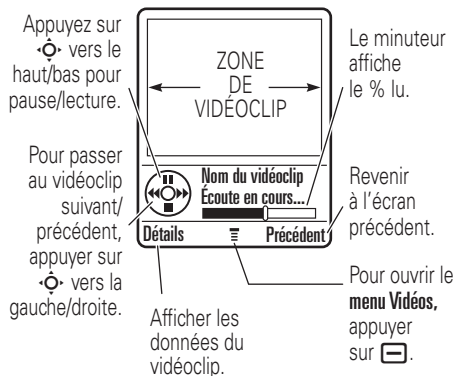 Appuyez sur
vers le
haut/bas pour
pause/lecture.
Pour passer
au vidéoclip
suivant/
précédent,
appuyer sur
vers la
gauche/droite.
ZONE
DE
VIDÉOCLIP
Nom du vidéoclip
Écoute en cours...
Détails
Précédent
Afficher les
données du
vidéoclip.
Le minuteur
affiche
le % lu.
Revenir
à l'écran
précédent.
Pour ouvrir le
menu Vidéos,
appuyer
sur .